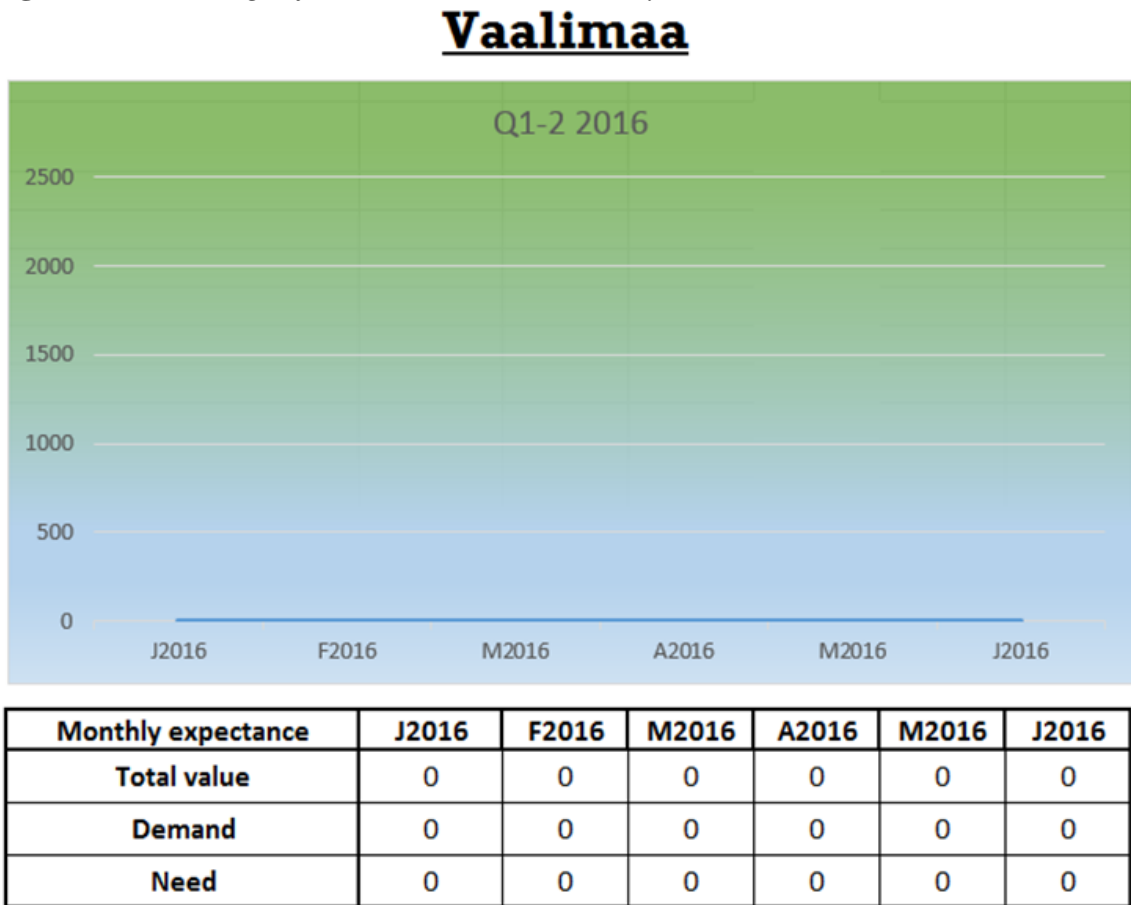 Vaalimaa
Q1-2 2016
2500
2000
1500
1000
500
0
J2016 F2016 M2016 A2016 M2016 J2016
Monthly expectance J2016 F2016 M2016 A2016 M2016 J2016
Total value 0 0 0 0 0 0
Demand 0 0 0 0 0 0
Need 0 0 0 0 0 0